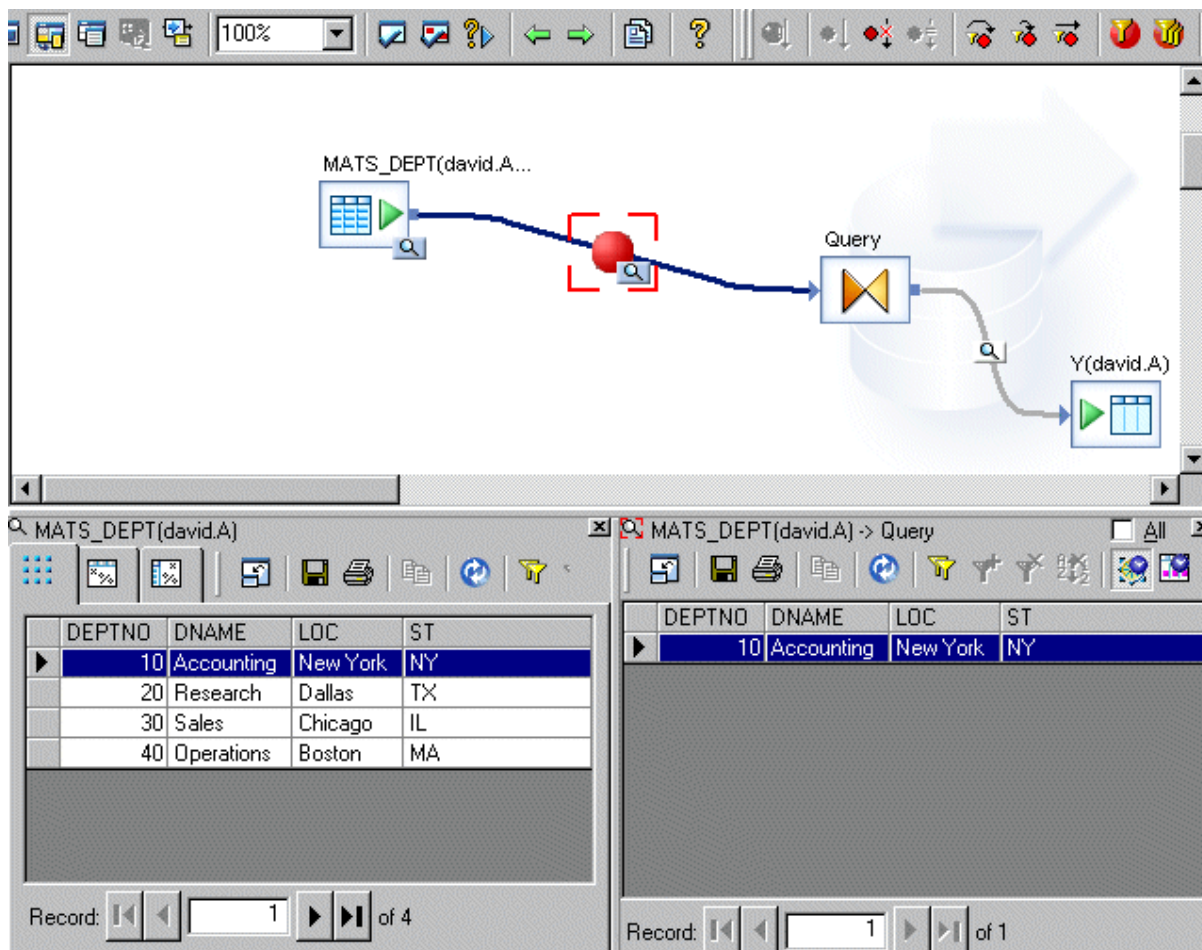 100%
MATS_DEPT(david.A...
Query
Y(david.A)
MATS_DEPT(david.A)
DEPTNO DNAME LOC ST
10 Accounting New York NY
20 Research Dallas TX
30 Sales Chicago IL
40 Operations Boston MA
Record: 1 of 4
MATS_DEPT(david.A) -> Query All
DEPTNO DNAME LOC ST
10 Accounting New York NY
Record: 1 of 1